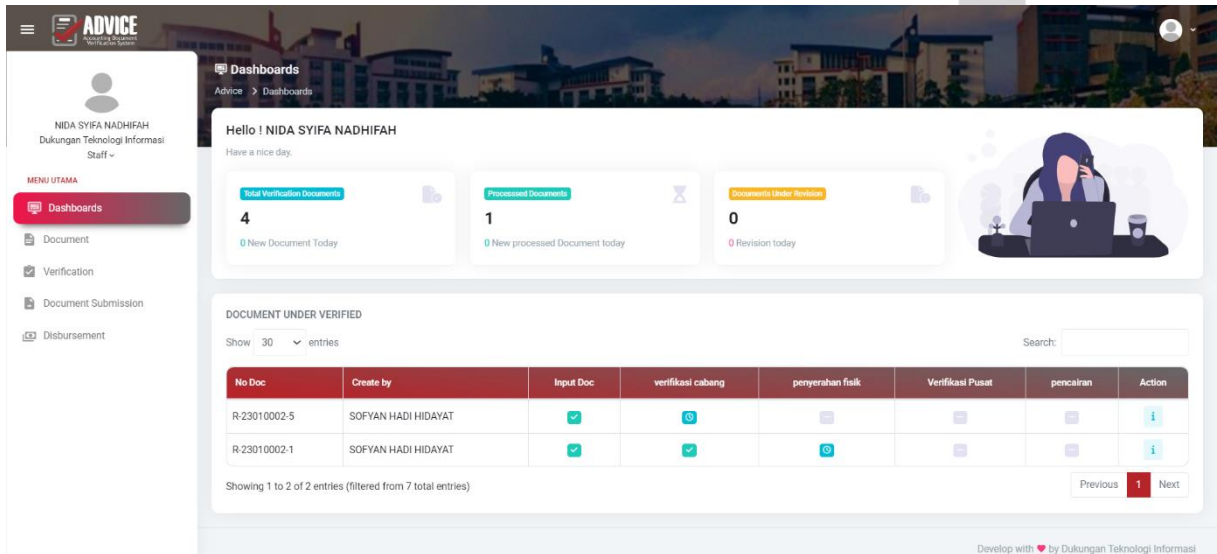 ADVICE
Accounting Document
Verification System
NIDA SYIFA NADHIFAH
Dukungan Teknologi Informasi
Staff
MENU UTAMA
Dashboards
Document
Verification
Document Submission
Disbursement
Dashboards
Advice > Dashboards
Hello ! NIDA SYIFA NADHIFAH
Have a nice day.
Total Verification Documents
4
0 New Document Today
Processed Documents
1
0 New processed Document today
Documents Under Revision
0
0 Revision today
DOCUMENT UNDER VERIFIED
Show 30 entries Search:
No Doc Create by Input Doc verifikasi cabang penyerahan fisik Verifikasi Pusat pencairan Action
R-23010002-5 SOFYAN HADI HIDAYAT i
R-23010002-1 SOFYAN HADI HIDAYAT i
Showing 1 to 2 of 2 entries (filtered from 7 total entries) Previous 1 Next
Develop with ♥ by Dukungan Teknologi Informasi